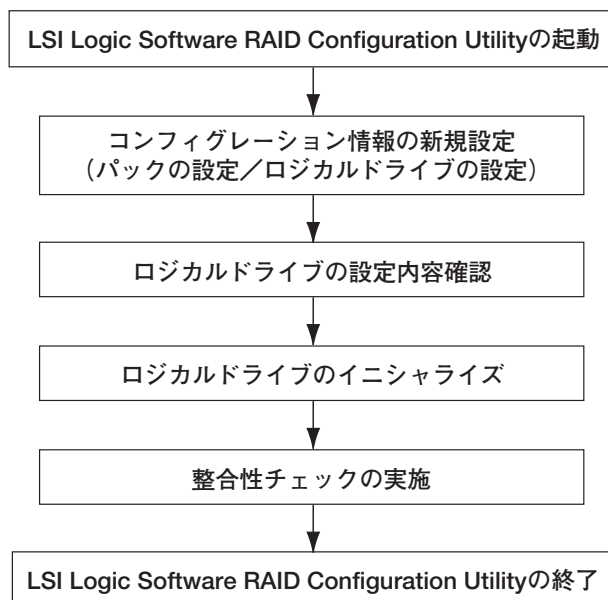 LSI Logic Software RAID Configuration Utilityの起動
コンフィグレーション情報の新規設定
（パックの設定／ロジカルドライブの設定）
ロジカルドライブの設定内容確認
ロジカルドライブのイニシャライズ
整合性チェックの実施
LSI Logic Software RAID Configuration Utilityの終了